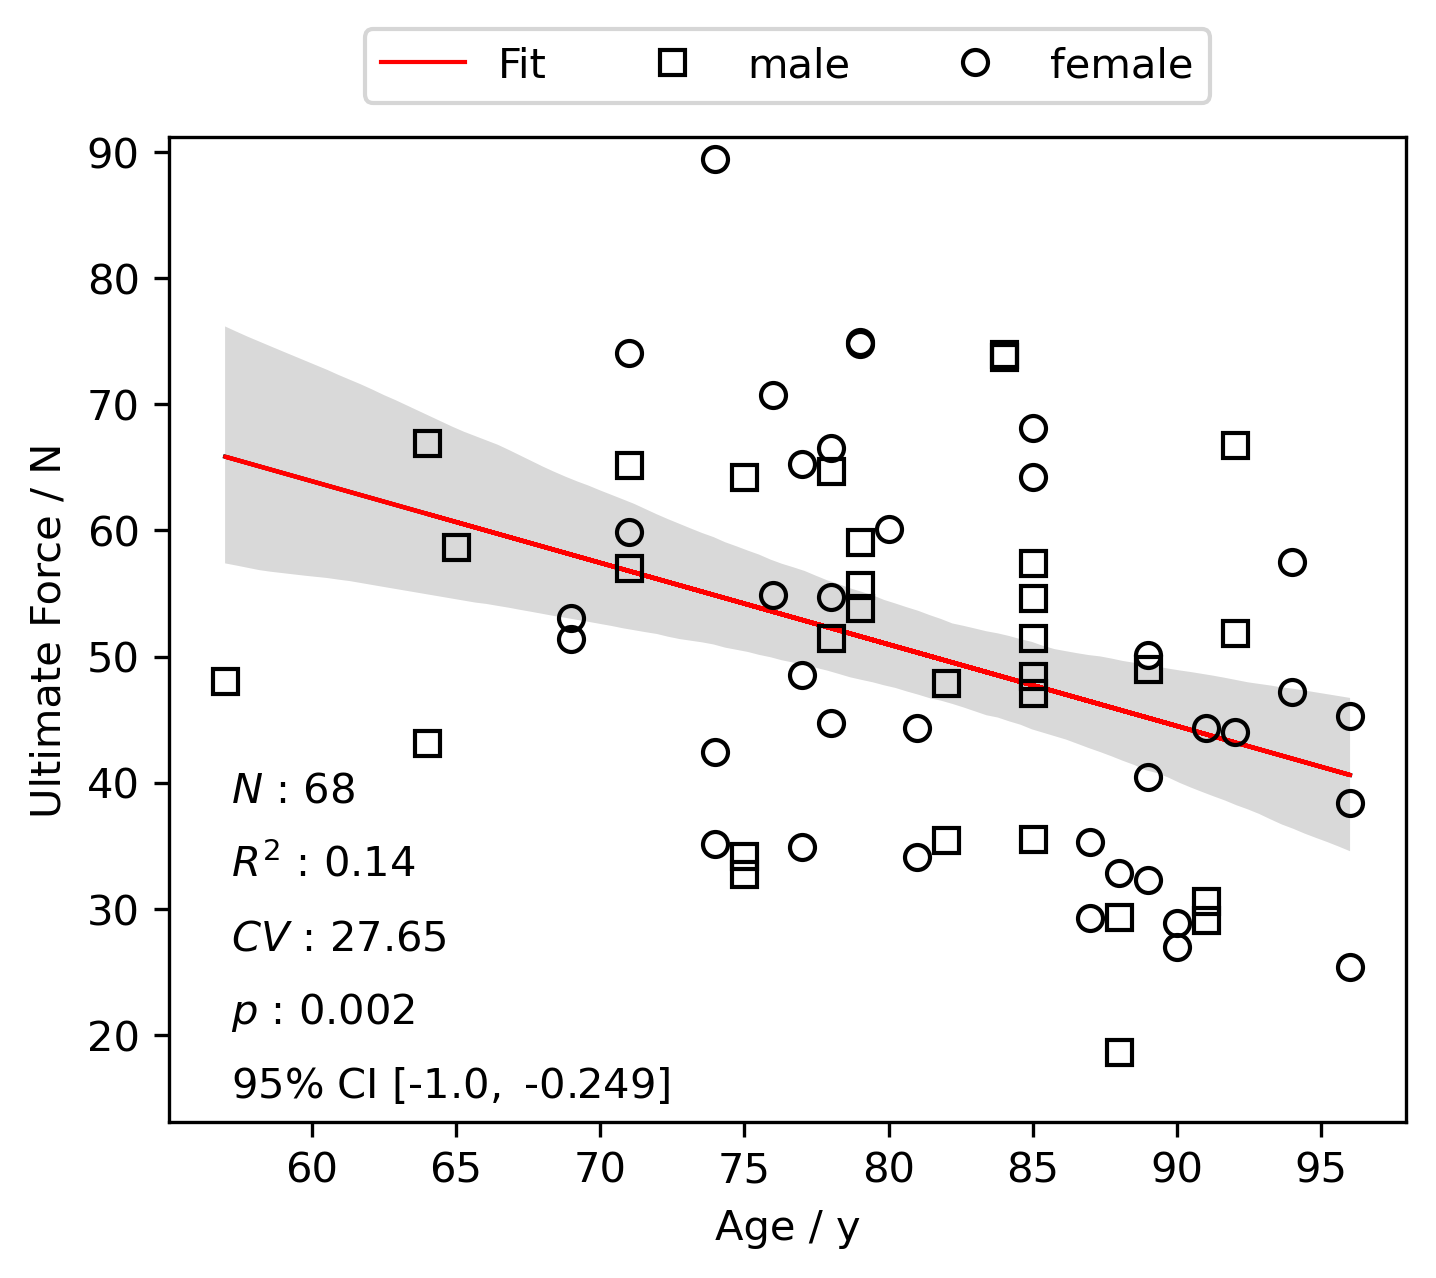 Fit male female
90
80
70
60
50
40
30
20
Ultimate Force / N
N : 68
R² : 0.14
CV : 27.65
p : 0.002
95% CI [-1.0, -0.249]
60 65 70 75 80 85 90 95
Age / y